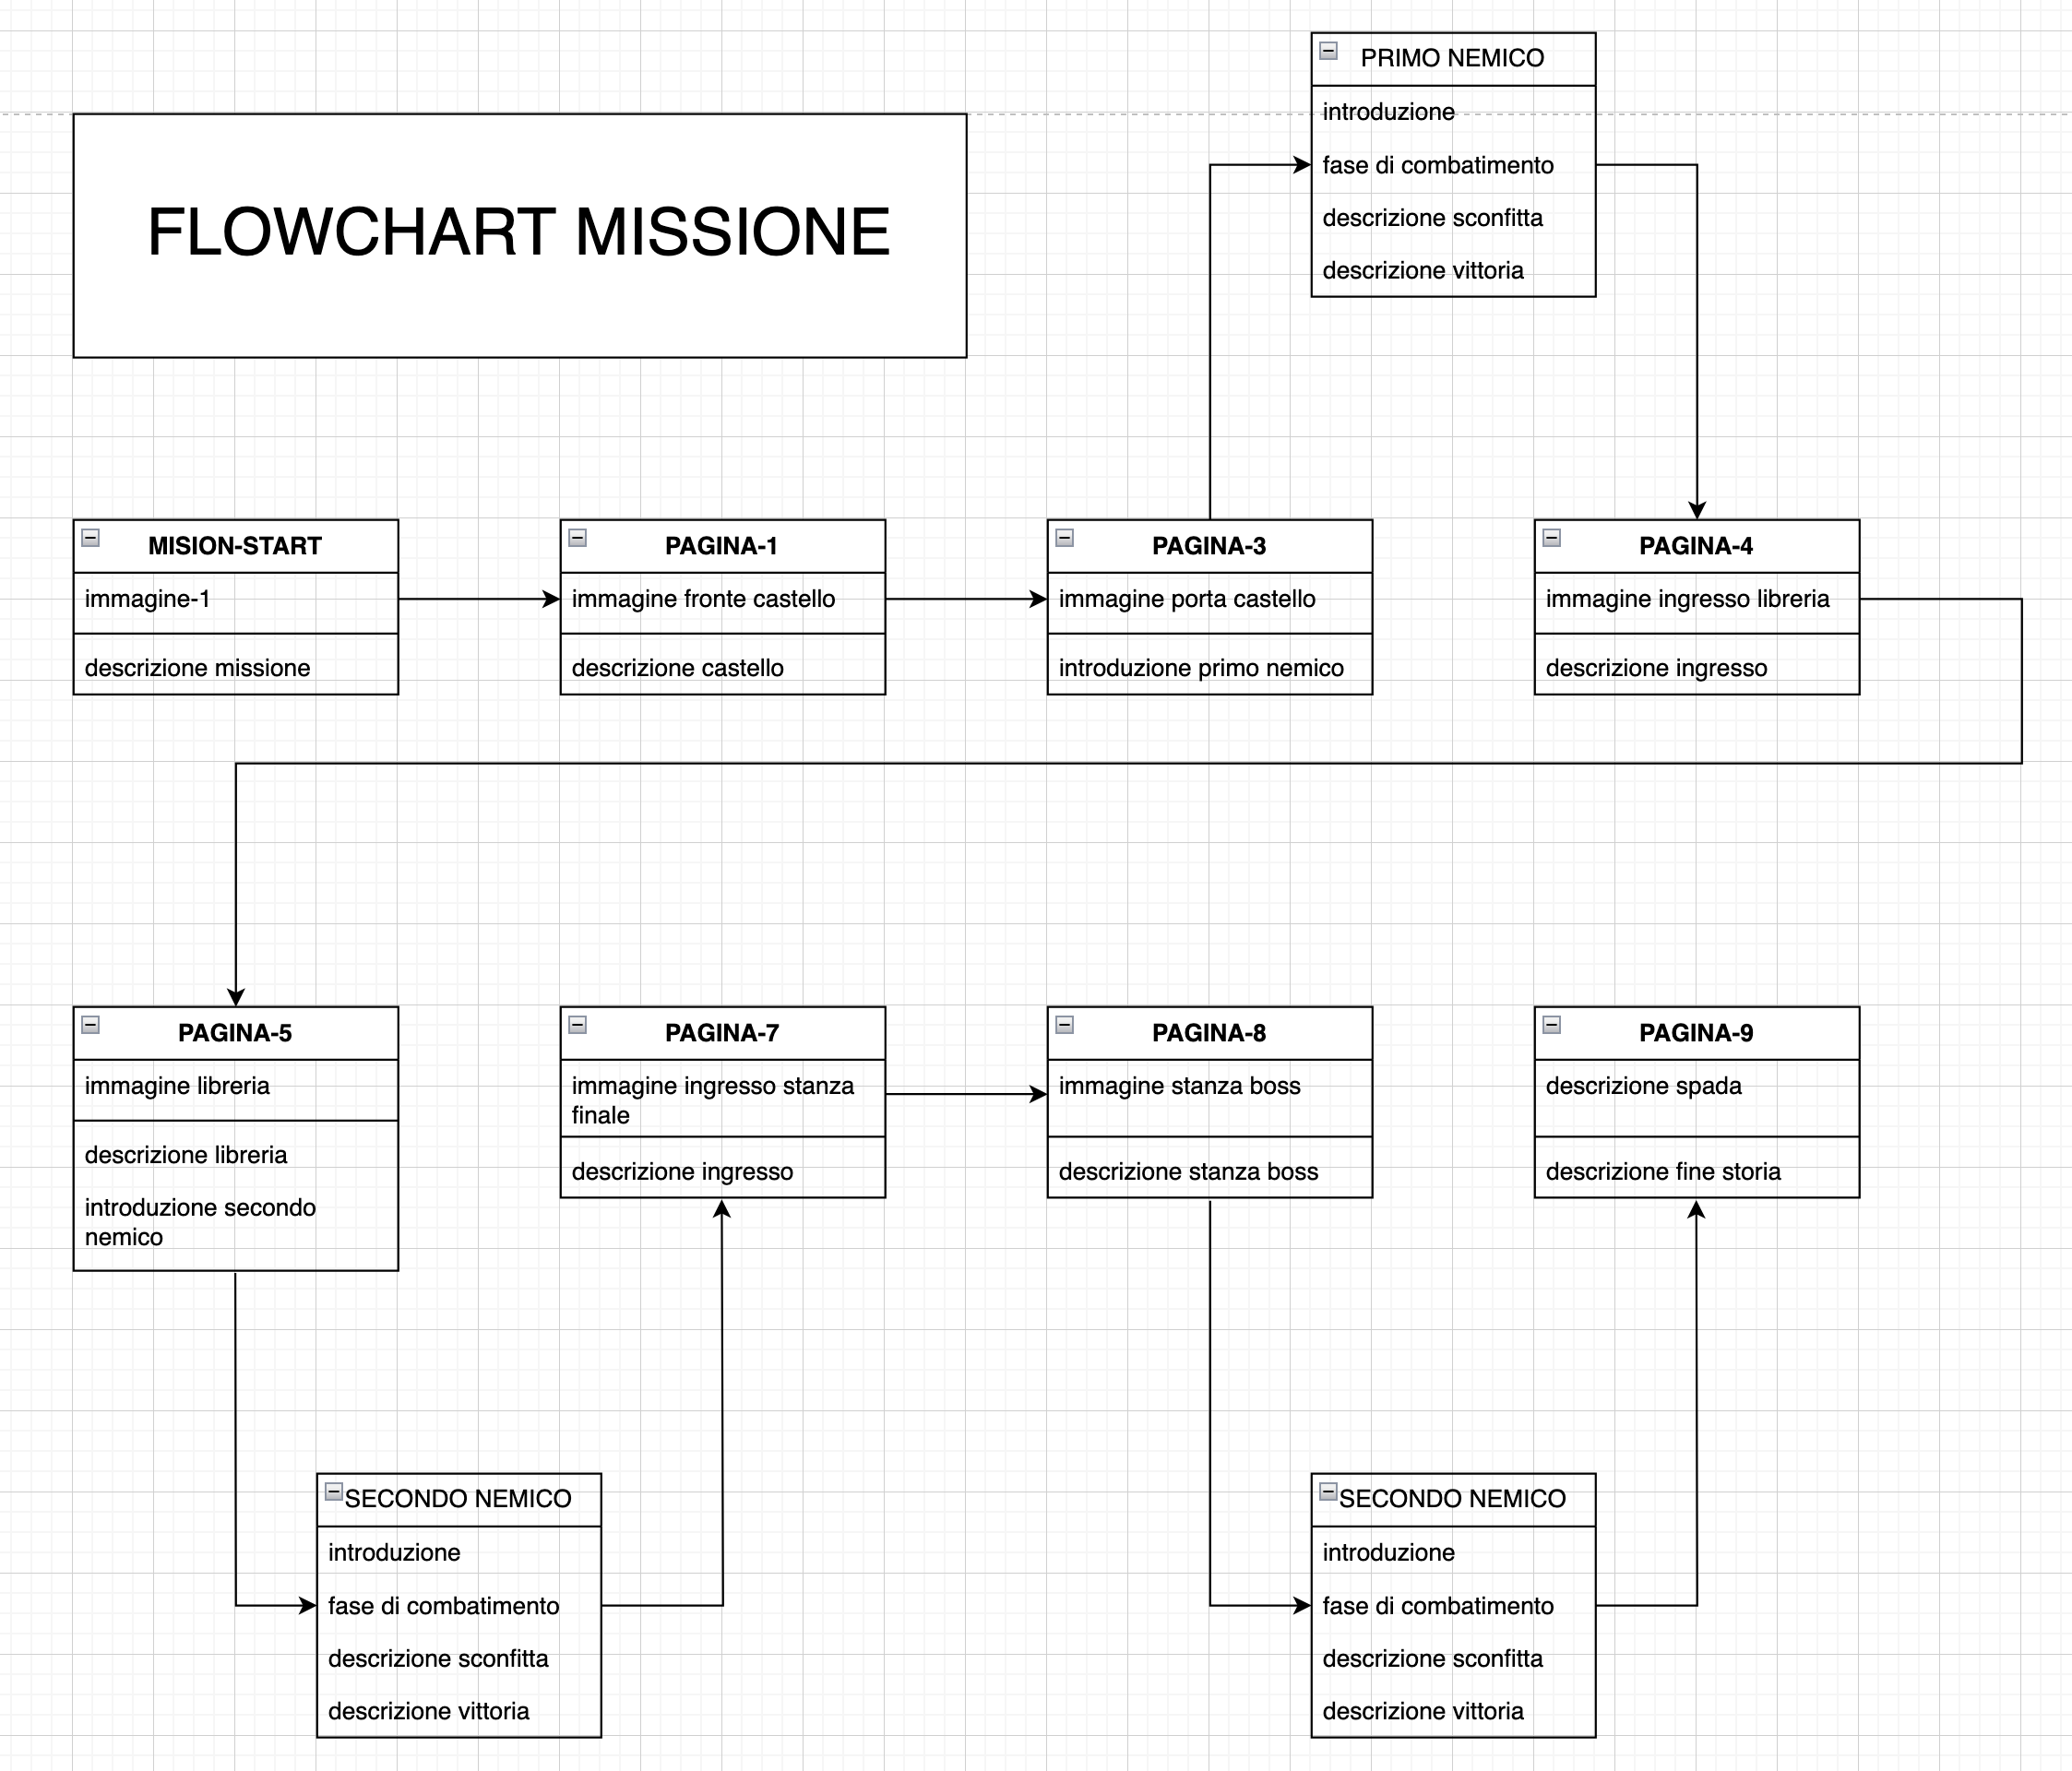 FLOWCHART MISSIONE
PRIMO NEMICO
introduzione
fase di combatimento
descrizione sconfitta
descrizione vittoria
MISION-START
immagine-1
descrizione missione
PAGINA-1
immagine fronte castello
descrizione castello
PAGINA-3
immagine porta castello
introduzione primo nemico
PAGINA-4
immagine ingresso libreria
descrizione ingresso
PAGINA-5
immagine libreria
descrizione libreria
introduzione secondo
nemico
PAGINA-7
immagine ingresso stanza
finale
descrizione ingresso
PAGINA-8
immagine stanza boss
descrizione stanza boss
PAGINA-9
descrizione spada
descrizione fine storia
SECONDO NEMICO
introduzione
fase di combatimento
descrizione sconfitta
descrizione vittoria
SECONDO NEMICO
introduzione
fase di combatimento
descrizione sconfitta
descrizione vittoria